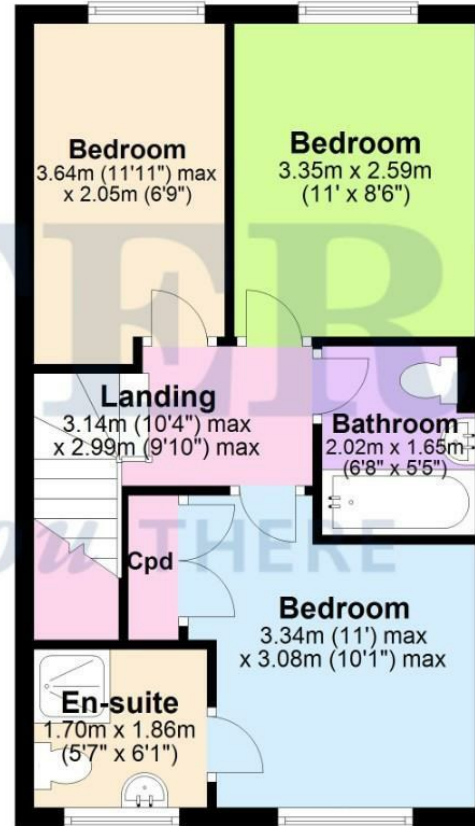 Bedroom
3.64m (11'11") max
x 2.05m (6'9")
Bedroom
3.35m x 2.59m
(11' x 8'6")
Landing
3.14m (10'4") max
x 2.99m (9'10") max
Bathroom
2.02m x 1.65m
(6'8" x 5'5")
Cpd
THERE
Bedroom
3.34m (11') max
x 3.08m (10'1") max
En-suite
1.70m x 1.86m
(5'7" x 6'1")